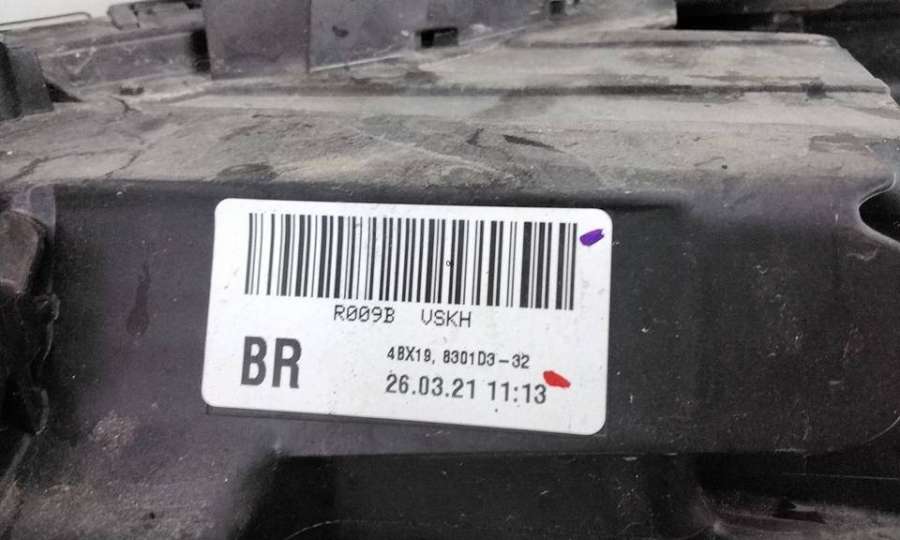 R009B VSKH
BR
4BX19, 8301D3-32
26.03.21 11:13